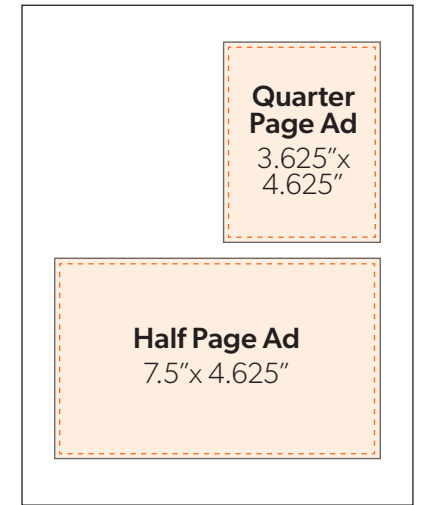 Quarter
Page Ad
3.625”x
4.625”
Half Page Ad
7.5”x 4.625”